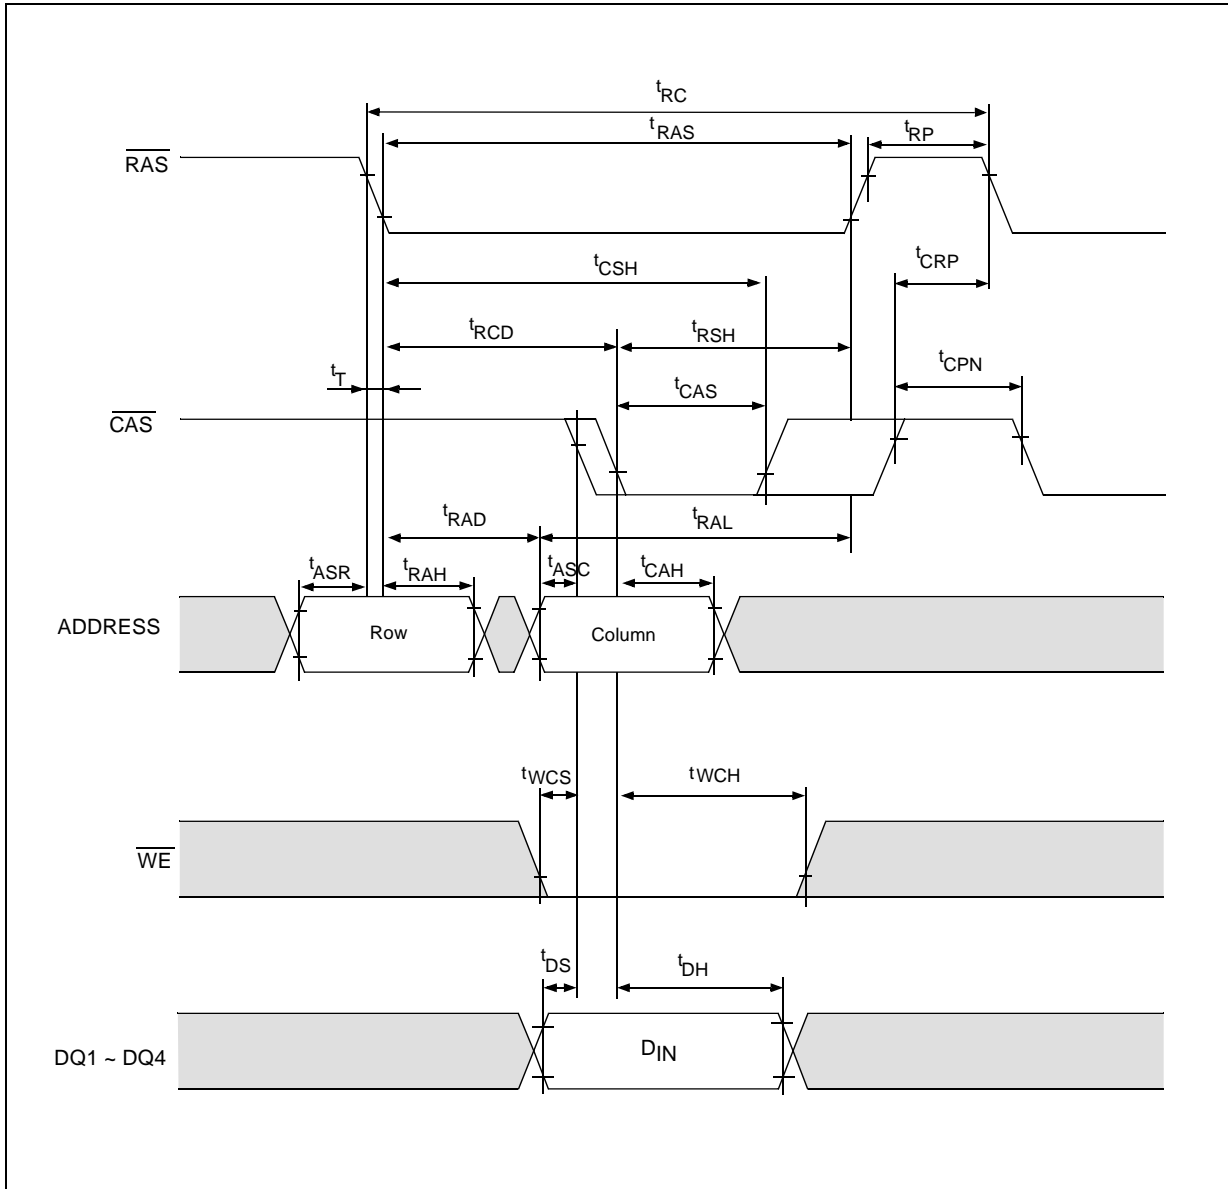 tRC
tRAS
tRP
RAS
tCSH
tCRP
tRCD
tRSH
tCPN
tT
tCAS
CAS
tRAD
tRAL
tASR
tRAH
tASC
tCAH
ADDRESS
Row
Column
tWCS
tWCH
WE
tDS
tDH
DQ1 ~ DQ4
DIN